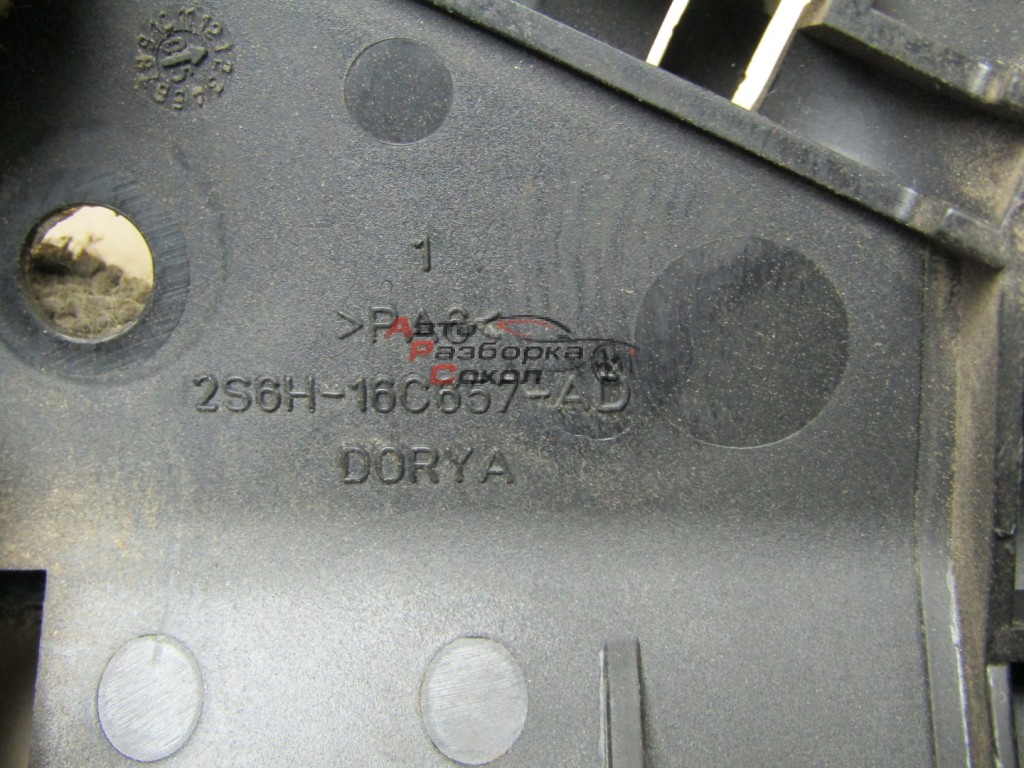 1
>PA6<
2S6H-16C657-AD
DORYA
Авто
Разборка
Сокол